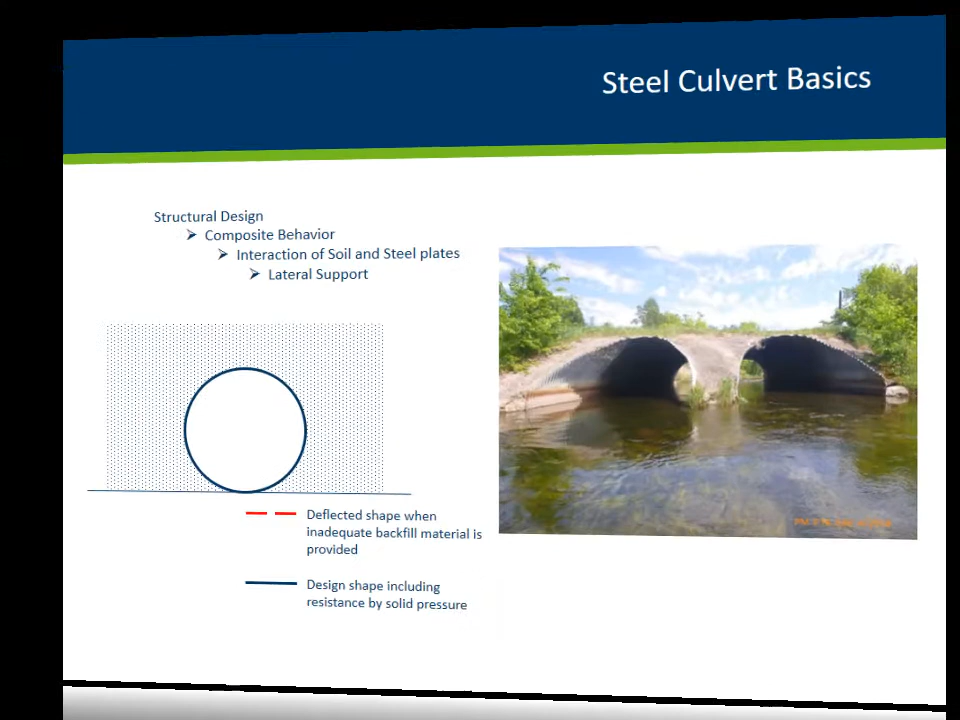 Steel Culvert Basics
Structural Design
Composite Behavior
Interaction of Soil and Steel plates
Lateral Support
Deflected shape when
inadequate backfill material is
provided
Design shape including
resistance by solid pressure